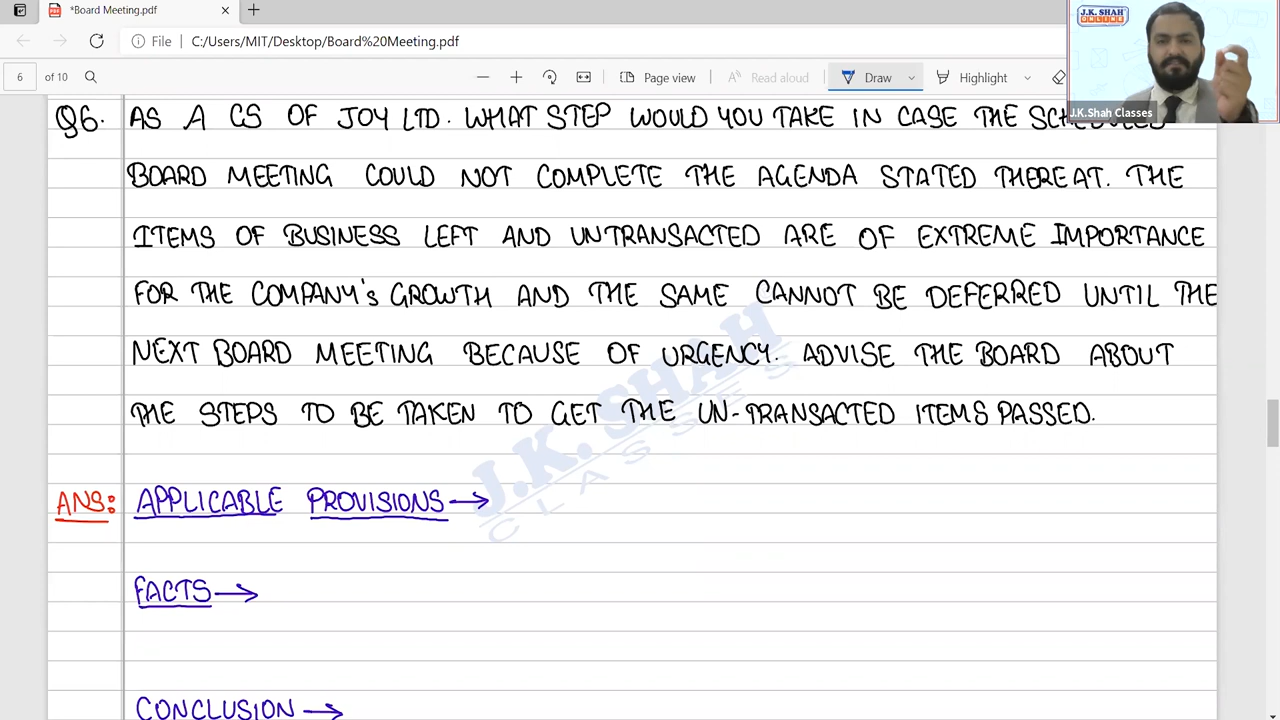 *Board Meeting.pdf
File C:/Users/MIT/Desktop/Board%20Meeting.pdf
6 of 10 Page view Read aloud Draw Highlight
J.K. SHAH
ONLINE
J.K.Shah Classes
Q6. AS A CS OF JOY LTD. WHAT STEP WOULD YOU TAKE IN CASE THE SCHEDULED
BOARD MEETING COULD NOT COMPLETE THE AGENDA STATED THEREAT. THE
ITEMS OF BUSINESS LEFT AND UNTRANSACTED ARE OF EXTREME IMPORTANCE
FOR THE COMPANY'S GROWTH AND THE SAME CANNOT BE DEFERRED UNTIL THE
NEXT BOARD MEETING BECAUSE OF URGENCY. ADVISE THE BOARD ABOUT
THE STEPS TO BE TAKEN TO GET THE UN-TRANSACTED ITEMS PASSED.
J.K. SHAH
CLASSES
ANS: APPLICABLE PROVISIONS →
FACTS →
CONCLUSION →